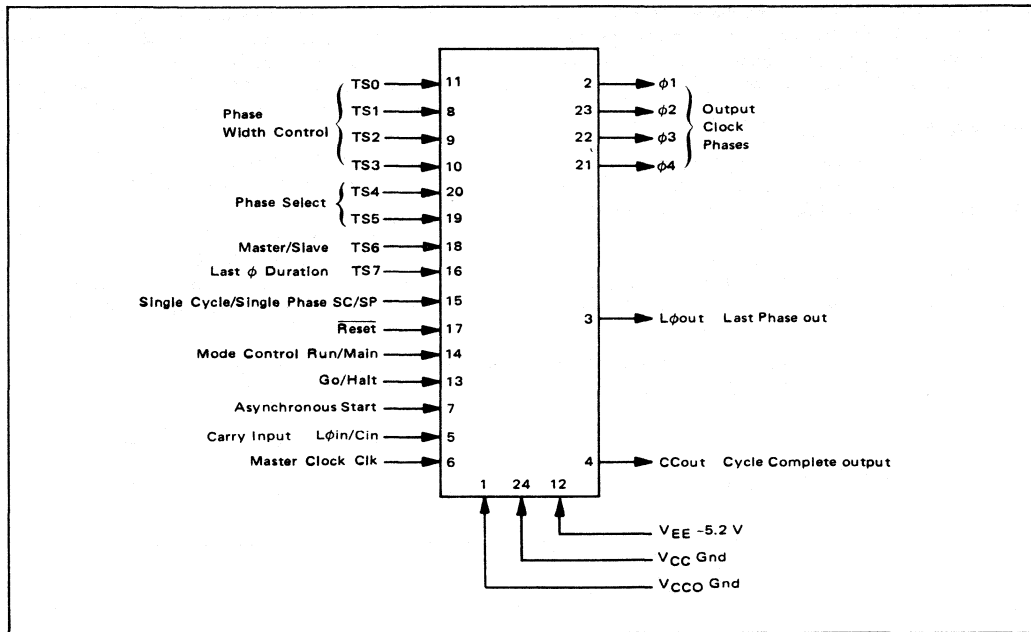 TS0 11 2 φ1
Phase TS1 8 23 φ2 Output
Width Control TS2 9 22 φ3 Clock
TS3 10 21 φ4 Phases
Phase Select TS4 20
TS5 19
Master/Slave TS6 18
Last φ Duration TS7 16
Single Cycle/Single Phase SC/SP 15
Reset 17 3 Lφout Last Phase out
Mode Control Run/Main 14
Go/Halt 13
Asynchronous Start 7
Carry Input Lφin/Cin 5
Master Clock Clk 6 4 CCout Cycle Complete output
1 24 12
VEE -5.2 V
VCC Gnd
VCCO Gnd